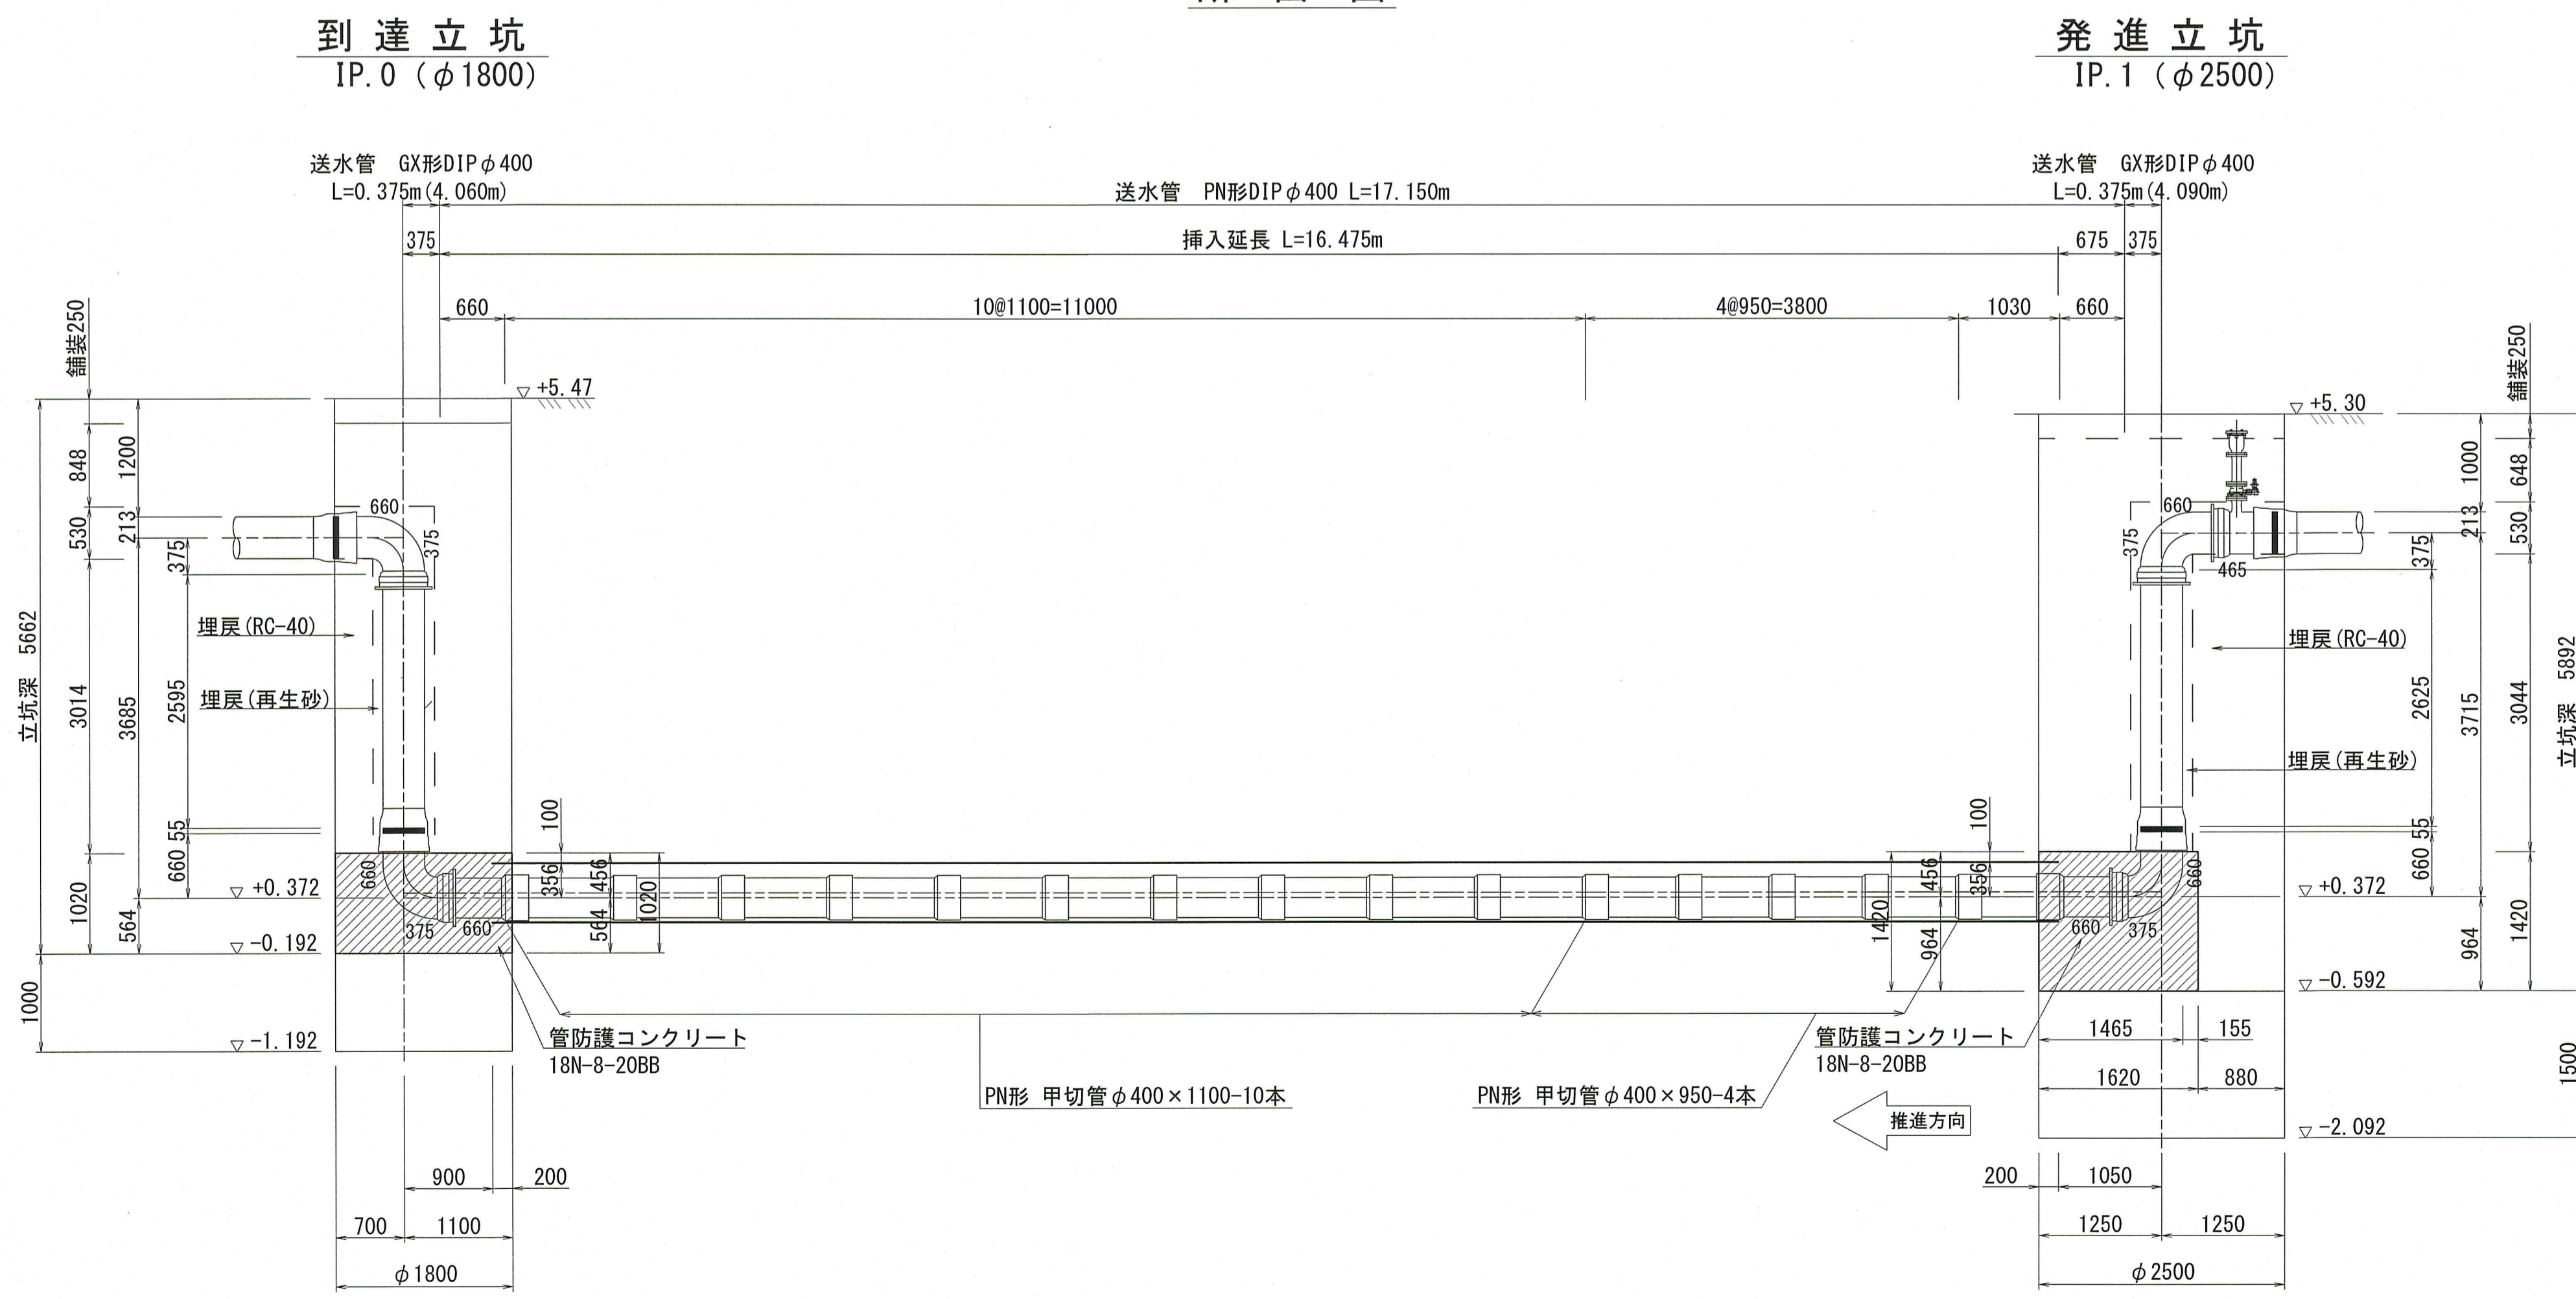 到達立坑
IP.0 (φ1800)
発進立坑
IP.1 (φ2500)
送水管 GX形DIPφ400
L=0.375m(4.060m)
送水管 PN形DIPφ400 L=17.150m
送水管 GX形DIPφ400
L=0.375m(4.090m)
375
挿入延長 L=16.475m
675
375
660
10@1100=11000
4@950=3800
1030
660
舗装250
+5.47
848
1200
530
213
375
660
375
埋戻(RC-40)
埋戻(再生砂)
立坑深 5662
3014
3685
2595
55
660
1020
564
+0.372
-0.192
1000
-1.192
660
375
660
100
356
456
564
1020
管防護コンクリート
18N-8-20BB
PN形 甲切管φ400×1100-10本
PN形 甲切管φ400×950-4本
推進方向
900
200
700
1100
φ1800
舗装250
+5.30
1000
648
213
530
375
660
375
465
埋戻(RC-40)
埋戻(再生砂)
2625
3715
3044
立坑深 5892
55
660
100
456
356
1420
964
660
660
375
+0.372
964
1420
-0.592
管防護コンクリート
18N-8-20BB
1465
155
1620
880
1500
-2.092
200
1050
1250
1250
φ2500